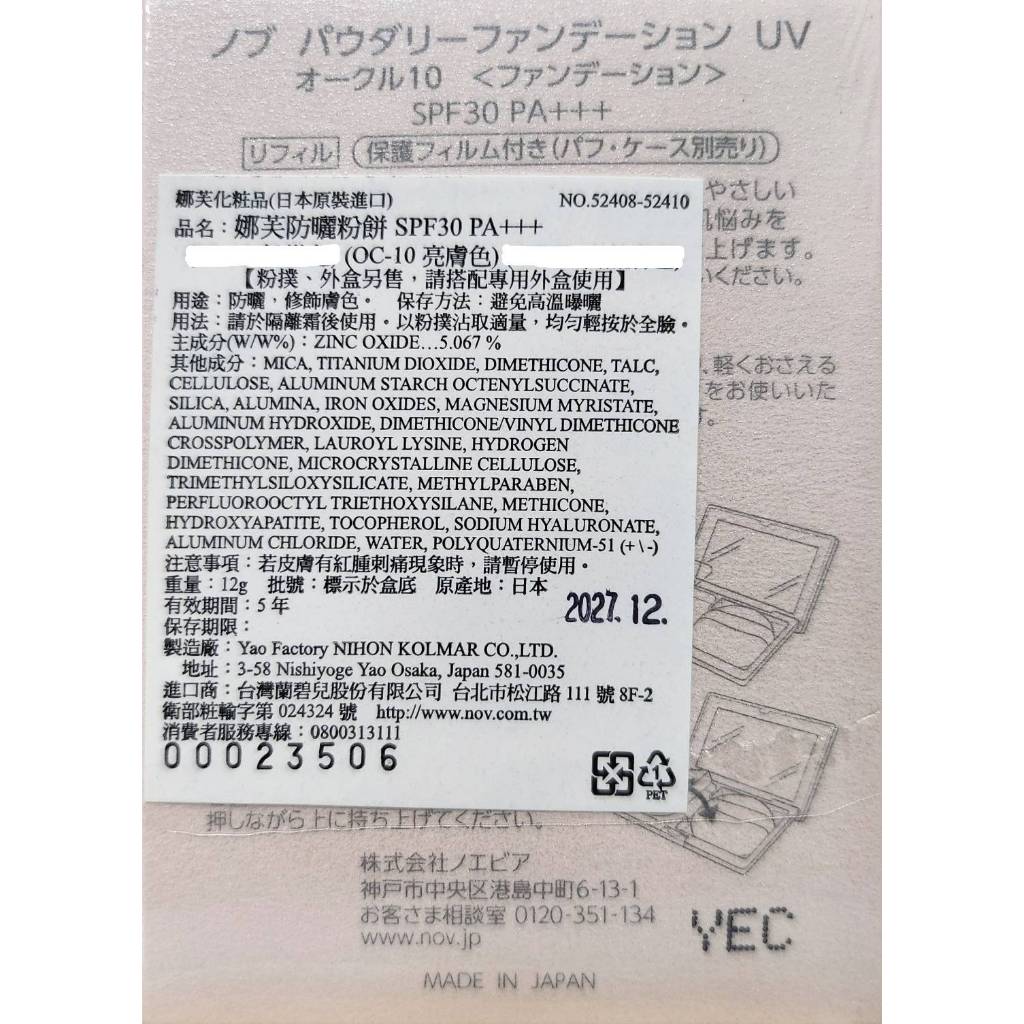 ノブ パウダリーファンデーション UV
オークル10 <ファンデーション>
SPF30 PA+++
リフィル 保護フィルム付き(パフ・ケース別売り)
やさしい
肌悩みを
上げます。
いください。
軽くおさえる
をお使いいた
す。
娜芙化粧品(日本原裝進口) NO.52408-52410
品名：娜芙防曬粉餅 SPF30 PA+++
(OC-10 亮膚色)
【粉撲、外盒另售，請搭配專用外盒使用】
用途：防曬，修飾膚色。 保存方法：避免高溫曝曬
用法：請於隔離霜後使用。以粉撲沾取適量，均勻輕按於全臉。
主成分(W/W%)：ZINC OXIDE…5.067 %
其他成分：MICA, TITANIUM DIOXIDE, DIMETHICONE, TALC,
CELLULOSE, ALUMINUM STARCH OCTENYLSUCCINATE,
SILICA, ALUMINA, IRON OXIDES, MAGNESIUM MYRISTATE,
ALUMINUM HYDROXIDE, DIMETHICONE/VINYL DIMETHICONE
CROSSPOLYMER, LAUROYL LYSINE, HYDROGEN
DIMETHICONE, MICROCRYSTALLINE CELLULOSE,
TRIMETHYLSILOXYSILICATE, METHYLPARABEN,
PERFLUOROOCTYL TRIETHOXYSILANE, METHICONE,
HYDROXYAPATITE, TOCOPHEROL, SODIUM HYALURONATE,
ALUMINUM CHLORIDE, WATER, POLYQUATERNIUM-51 (+ \ -)
注意事項：若皮膚有紅腫刺痛現象時，請暫停使用。
重量：12g 批號：標示於盒底 原產地：日本
有效期間：5 年 2027.12.
保存期限：
製造廠：Yao Factory NIHON KOLMAR CO.,LTD.
地址：3-58 Nishiyoge Yao Osaka, Japan 581-0035
進口商：台灣蘭碧兒股份有限公司 台北市松江路 111 號 8F-2
衛部粧輸字第 024324 號 http://www.nov.com.tw
消費者服務專線：0800313111
00023506
1
PET
押しながら上に持ち上げてください。
株式会社ノエビア
神戸市中央区港島中町6-13-1
お客さま相談室 0120-351-134
www.nov.jp
YEC
MADE IN JAPAN